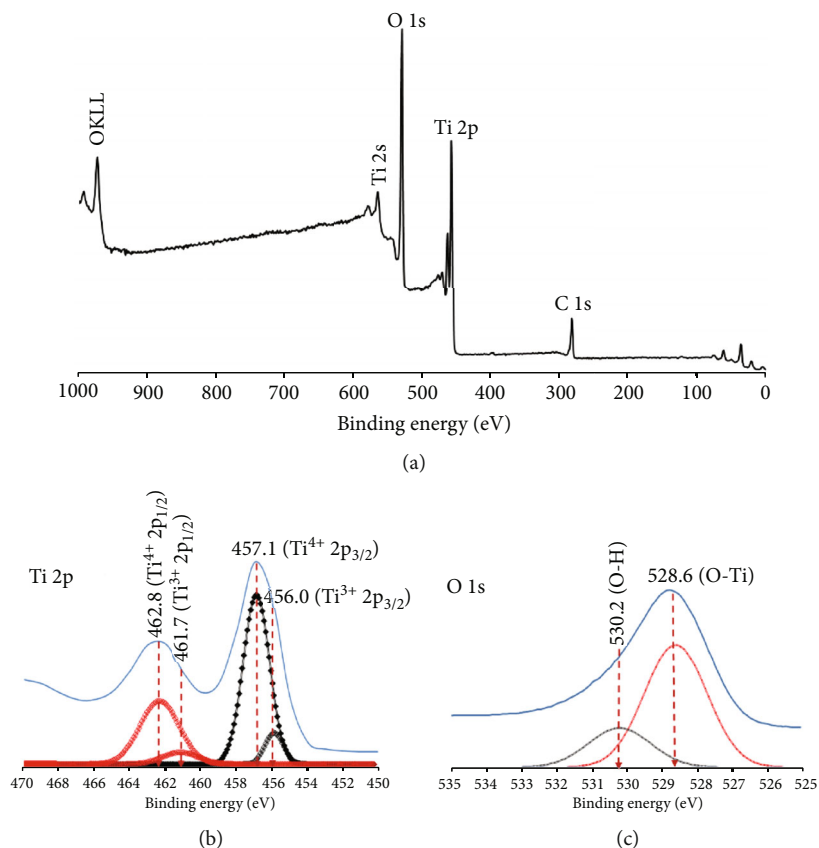 O 1s
OKLL
Ti 2s
Ti 2p
C 1s
1000 900 800 700 600 500 400 300 200 100 0
Binding energy (eV)
(a)
Ti 2p
462.8 (Ti⁴⁺ 2p₁/₂)
461.7 (Ti³⁺ 2p₁/₂)
457.1 (Ti⁴⁺ 2p₃/₂)
456.0 (Ti³⁺ 2p₃/₂)
470 468 466 464 462 460 458 456 454 452 450
Binding energy (eV)
(b)
O 1s
530.2 (O-H)
528.6 (O-Ti)
535 534 533 532 531 530 529 528 527 526 525
Binding energy (eV)
(c)